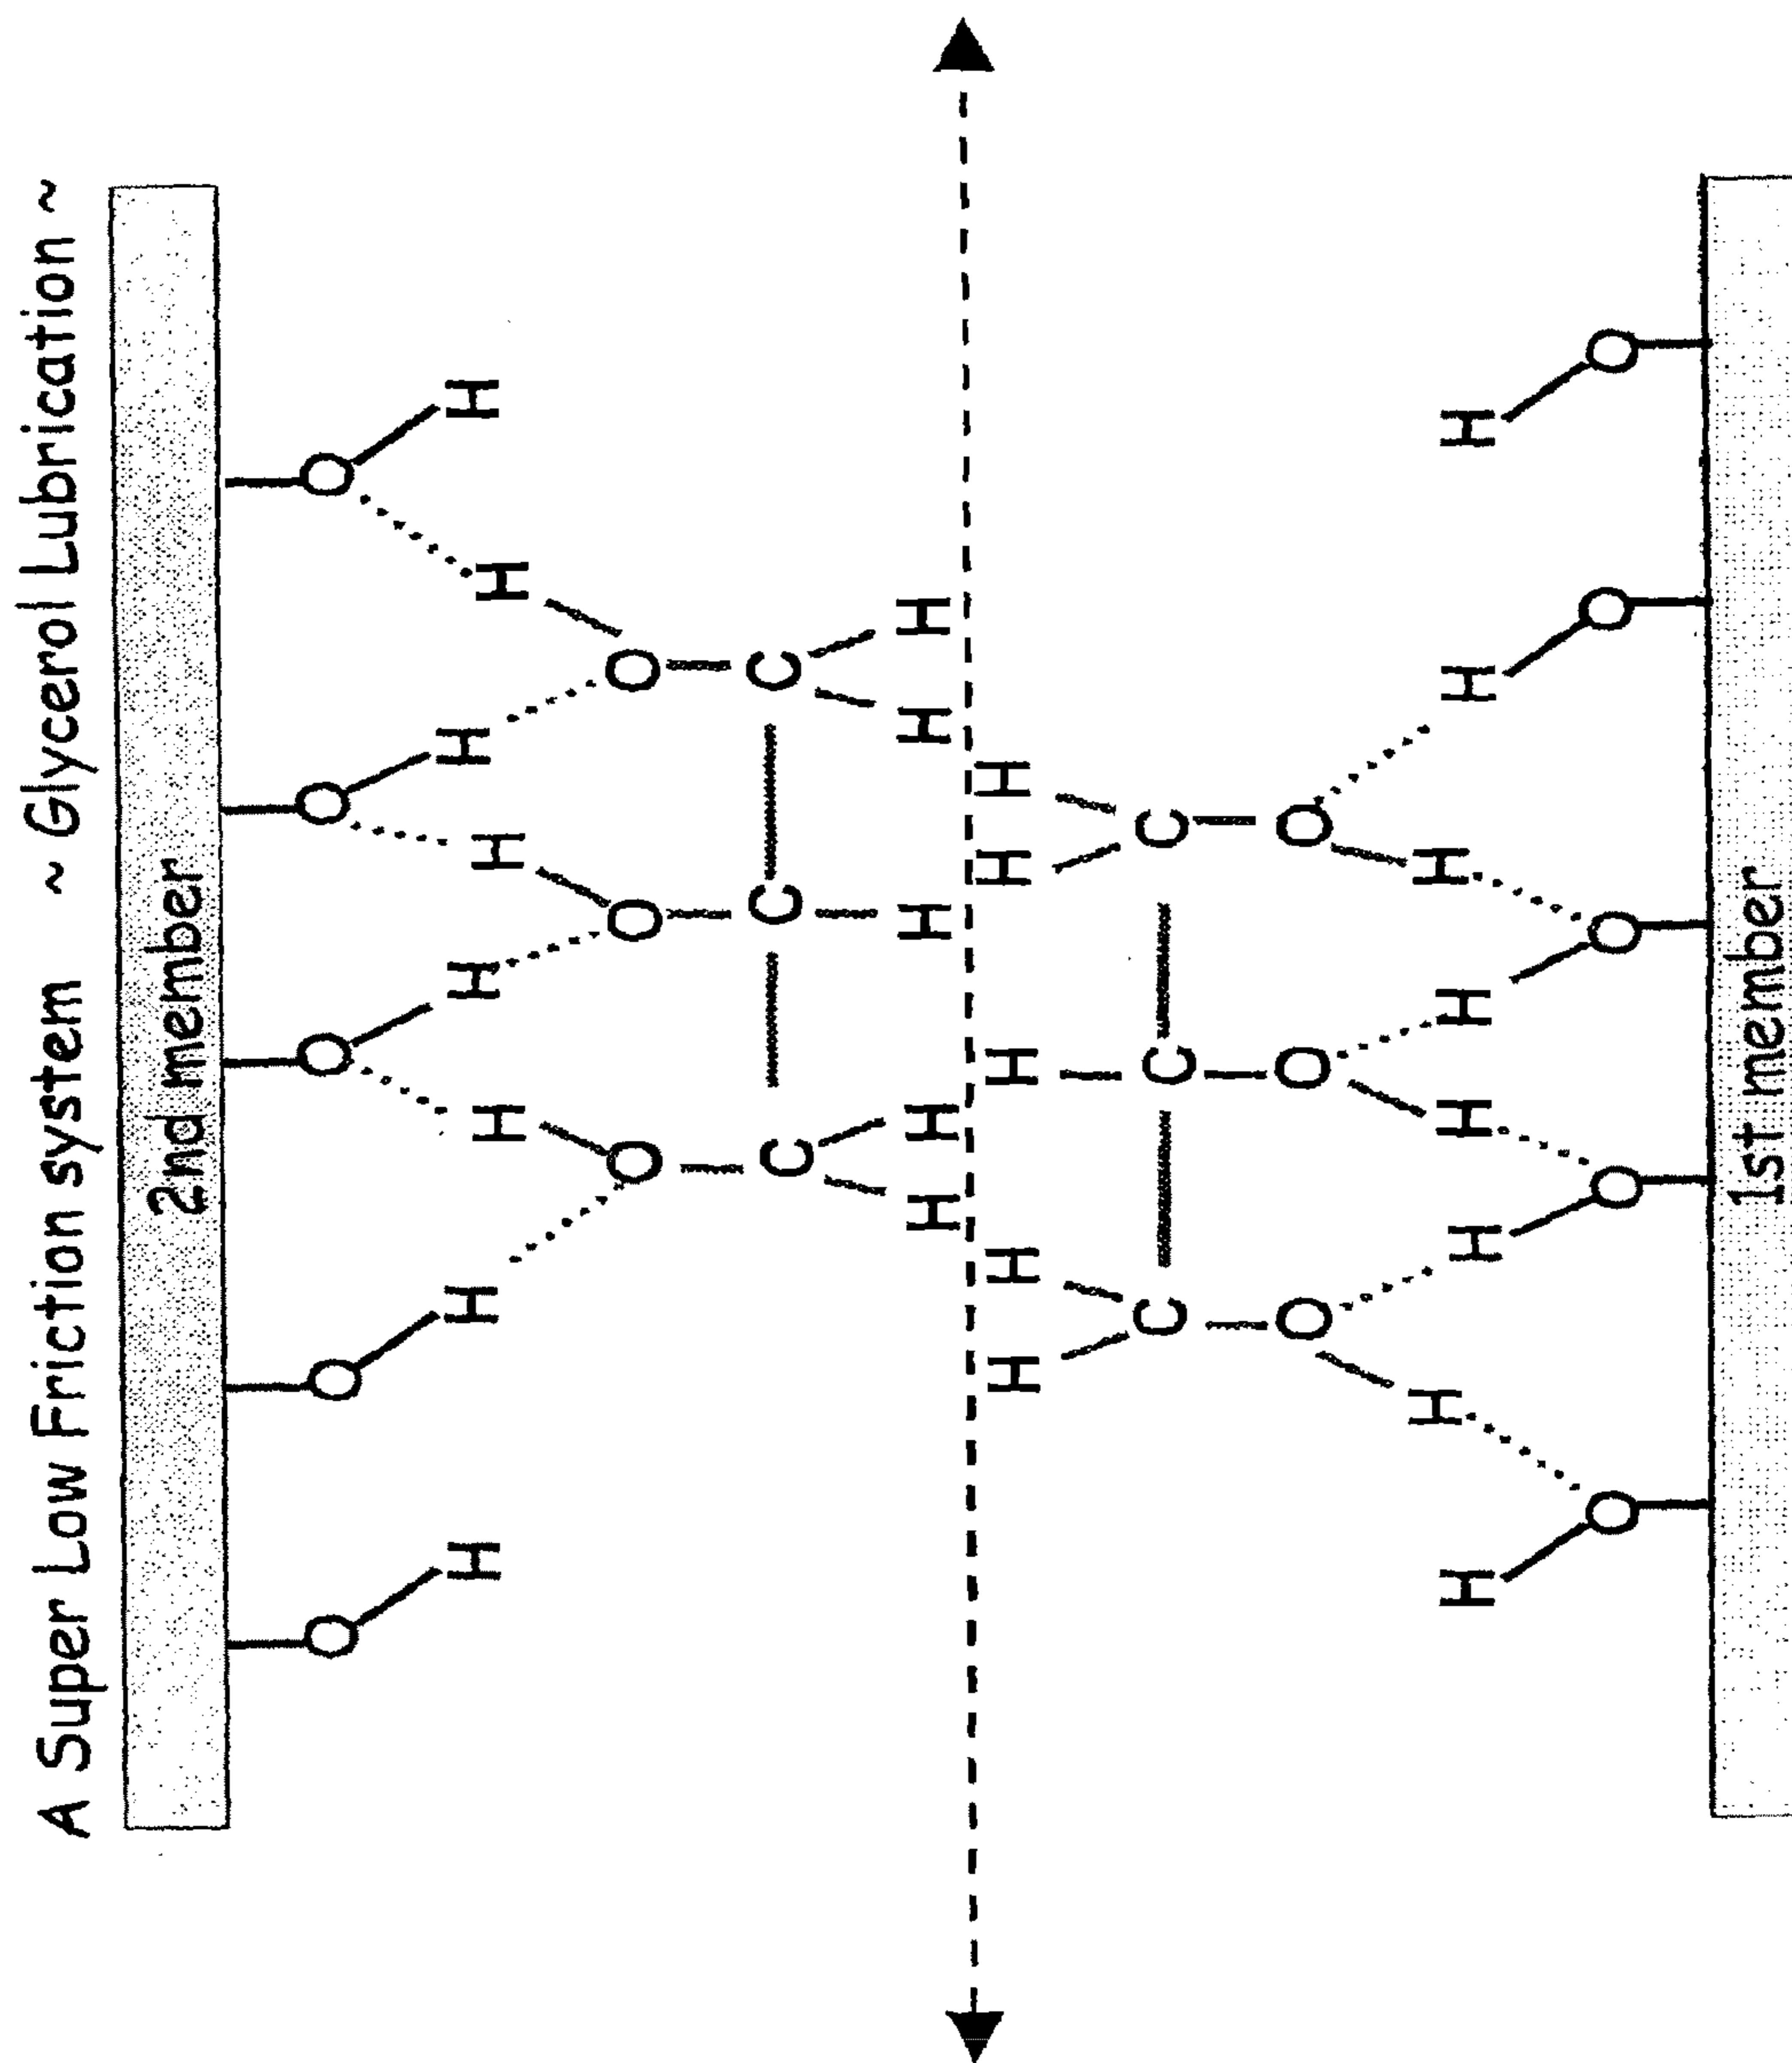 A Super Low Friction system ~ Glycerol Lubrication ~
2nd member
O O O O O
H H H H H H H H
O O O
C C C
H H H H H
H H H H H
C C C
O O O
H H H H H H H H
O O O O O
1st member